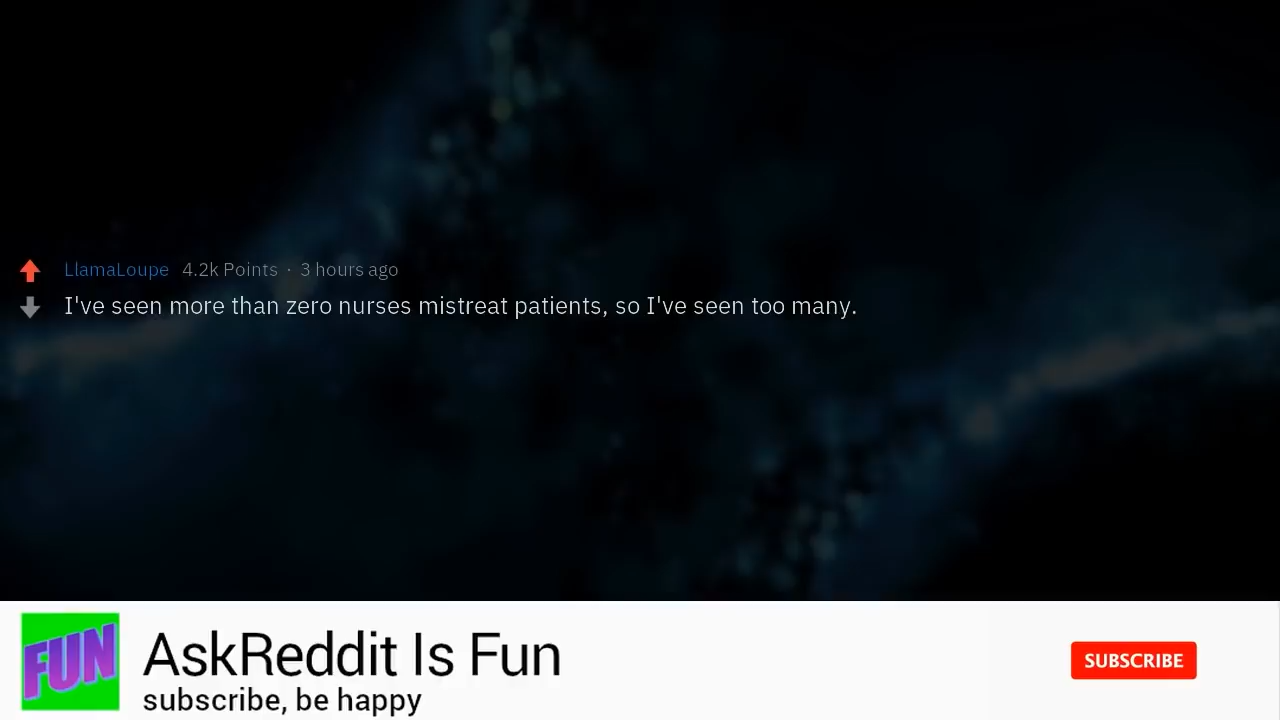 LlamaLoupe 4.2k Points · 3 hours ago
I've seen more than zero nurses mistreat patients, so I've seen too many.
FUN
AskReddit Is Fun
SUBSCRIBE
subscribe, be happy